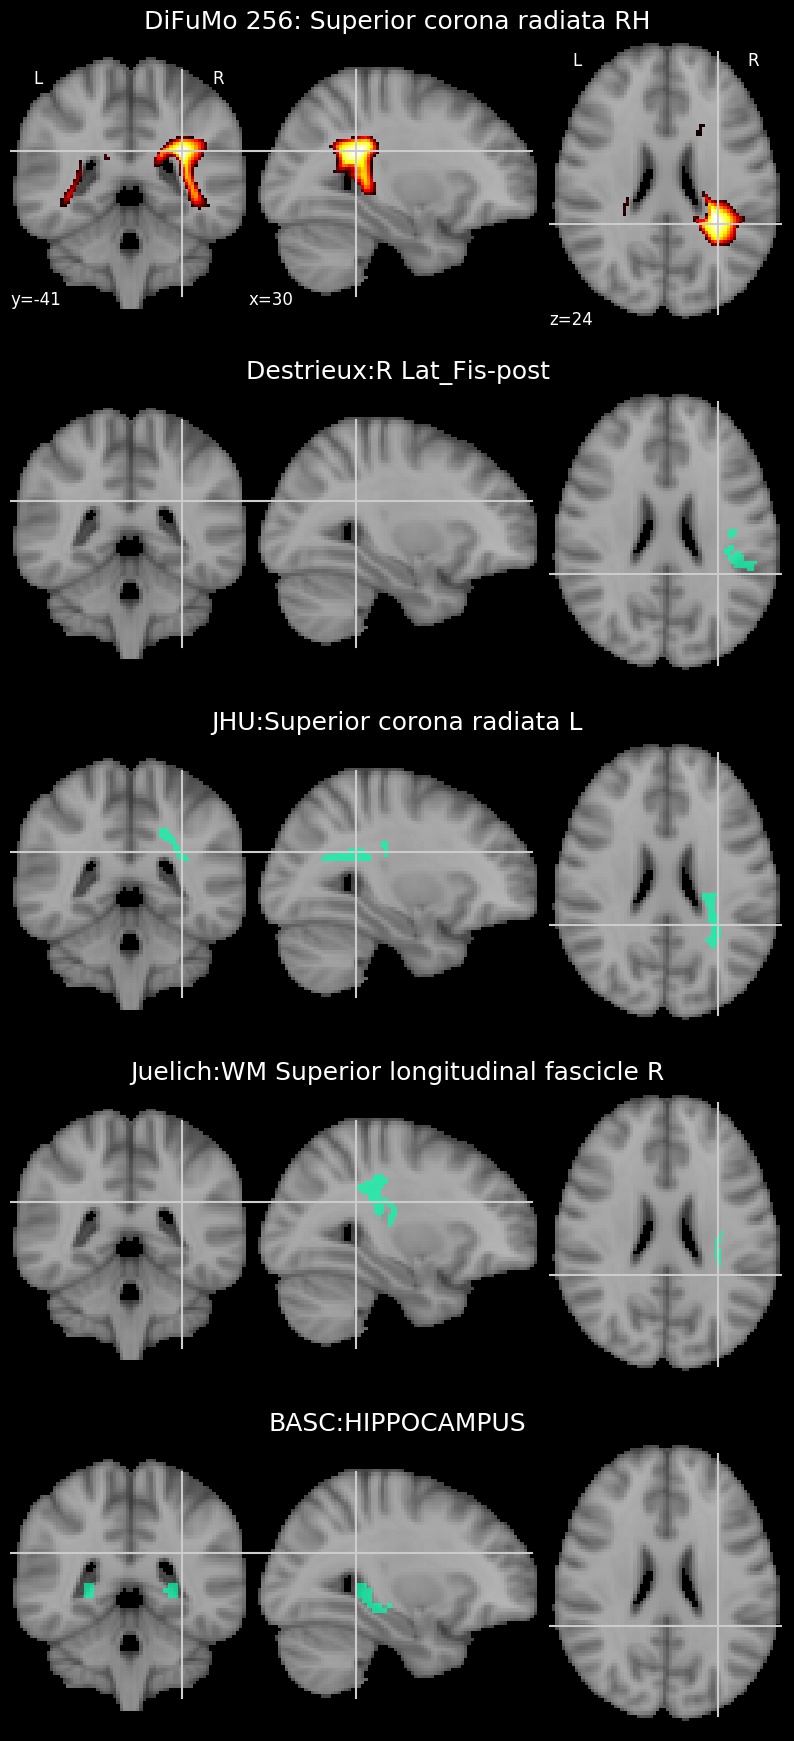 DiFuMo 256: Superior corona radiata RH
L R L R
y=-41 x=30 z=24
Destrieux:R Lat_Fis-post
JHU:Superior corona radiata L
Juelich:WM Superior longitudinal fascicle R
BASC:HIPPOCAMPUS